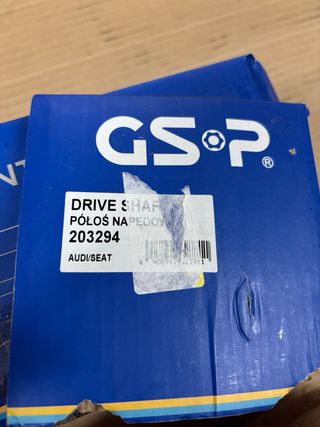 GSP®
DRIVE SHAF
PÓŁOŚ NAPĘDOW
203294
AUDI/SEAT